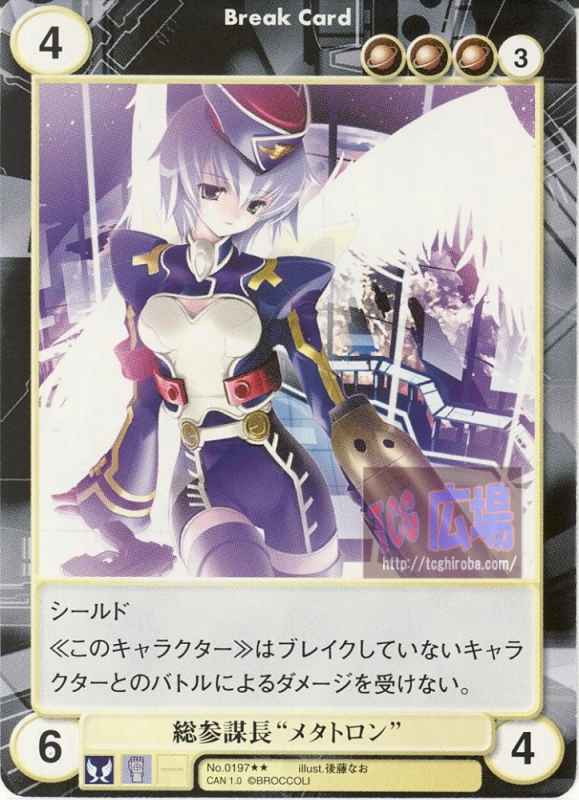 Break Card
4
3
TCG 広場
http://tcghiroba.com/
シールド
≪このキャラクター≫はブレイクしていないキャラ
クターとのバトルによるダメージを受けない。
総参謀長“メタトロン”
6
4
No.0197★★ illust.後藤なお
CAN 1.0 ©BROCCOLI